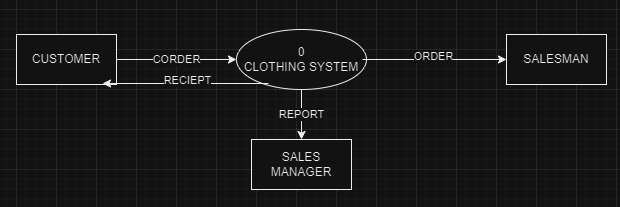 CUSTOMER
CORDER
0
CLOTHING SYSTEM
ORDER
SALESMAN
RECIEPT
REPORT
SALES
MANAGER